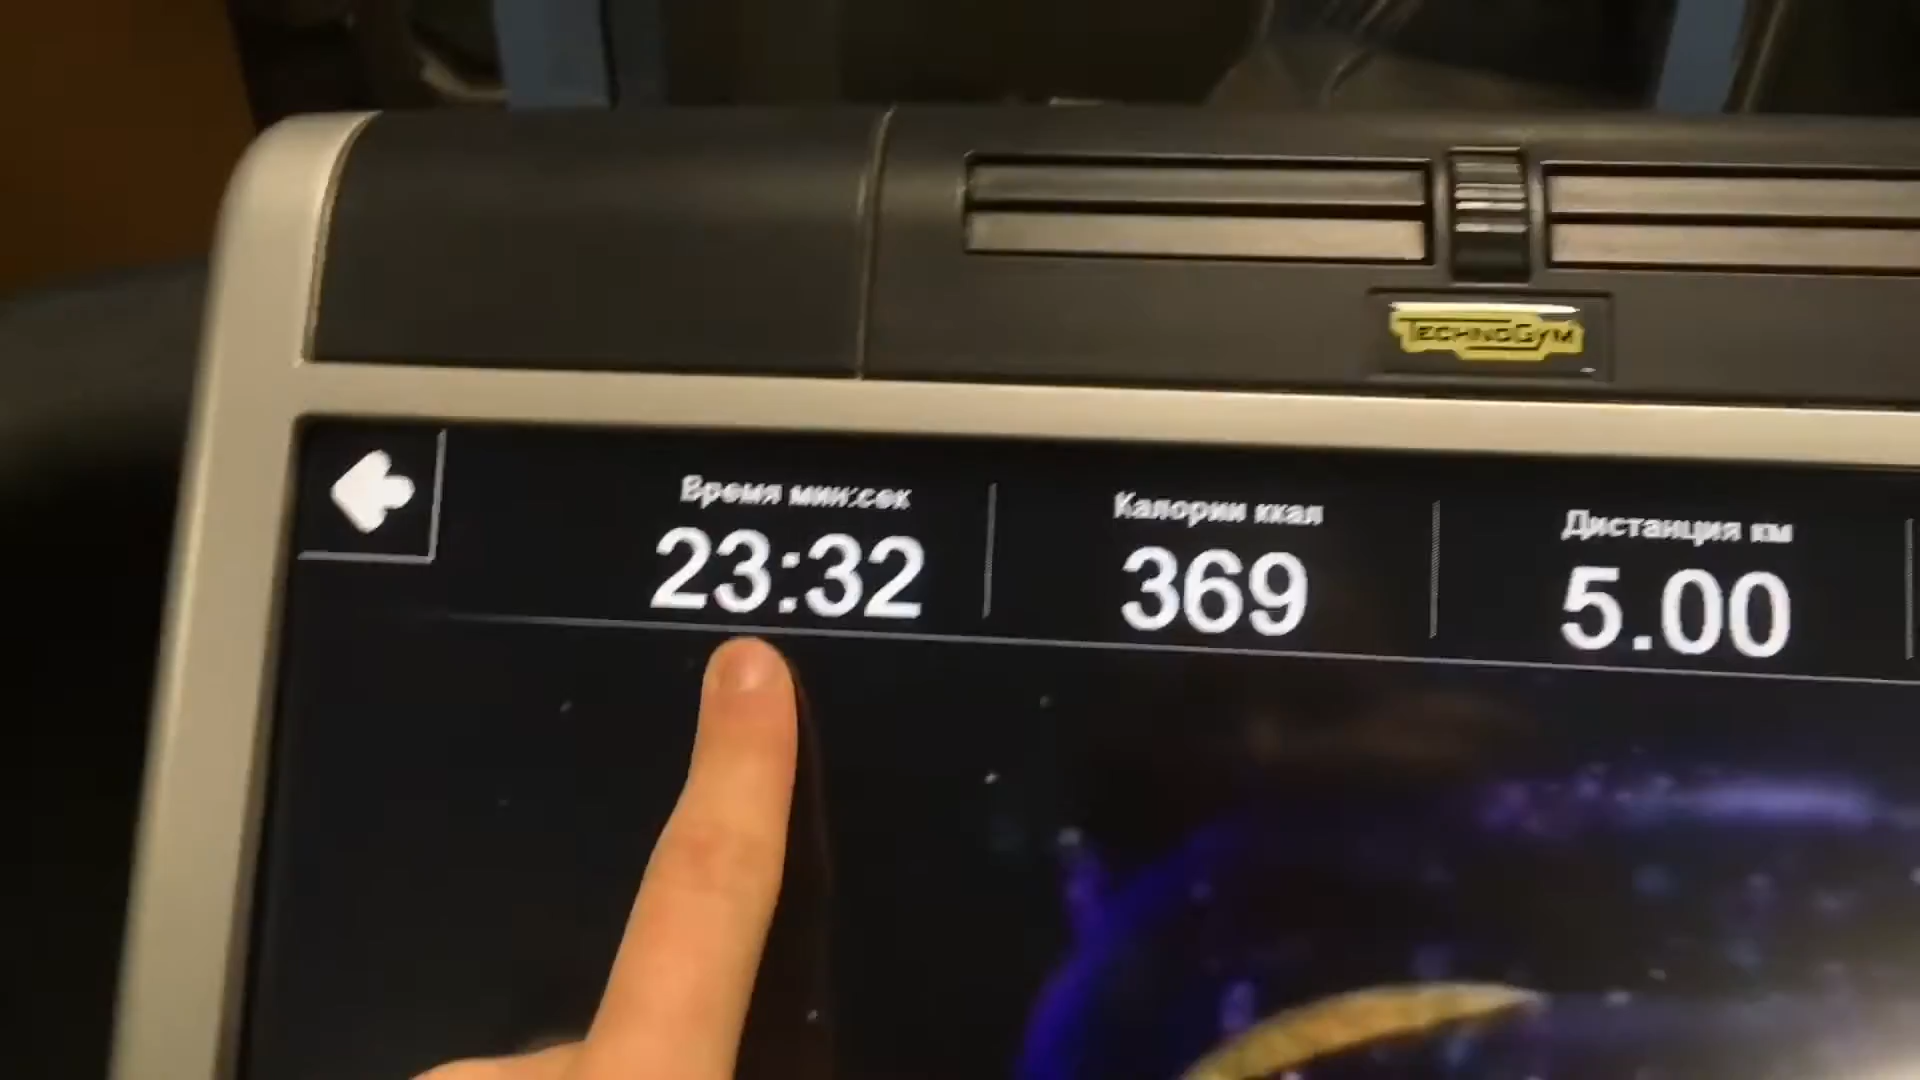 TECHNOGYM
Время мин:сек
Калории ккал
Дистанция км
23:32
369
5.00